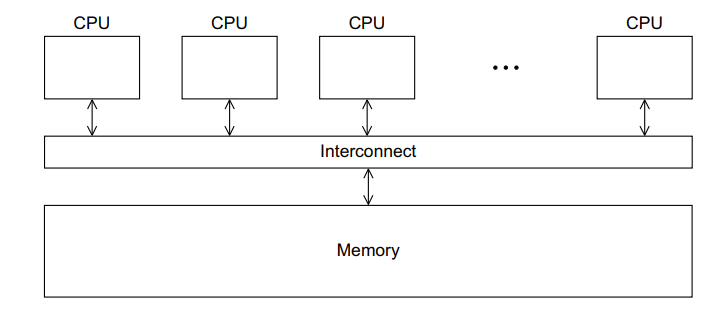 CPU CPU CPU CPU
...
Interconnect
Memory